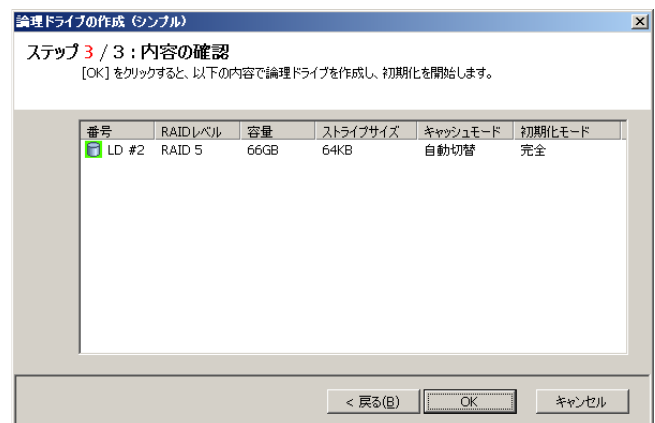 論理ドライブの作成 (シンプル)
ステップ 3 / 3 : 内容の確認
[OK] をクリックすると、以下の内容で論理ドライブを作成し、初期化を開始します。
番号 RAIDレベル 容量 ストライプサイズ キャッシュモード 初期化モード
LD #2 RAID 5 66GB 64KB 自動切替 完全
< 戻る(B) OK キャンセル